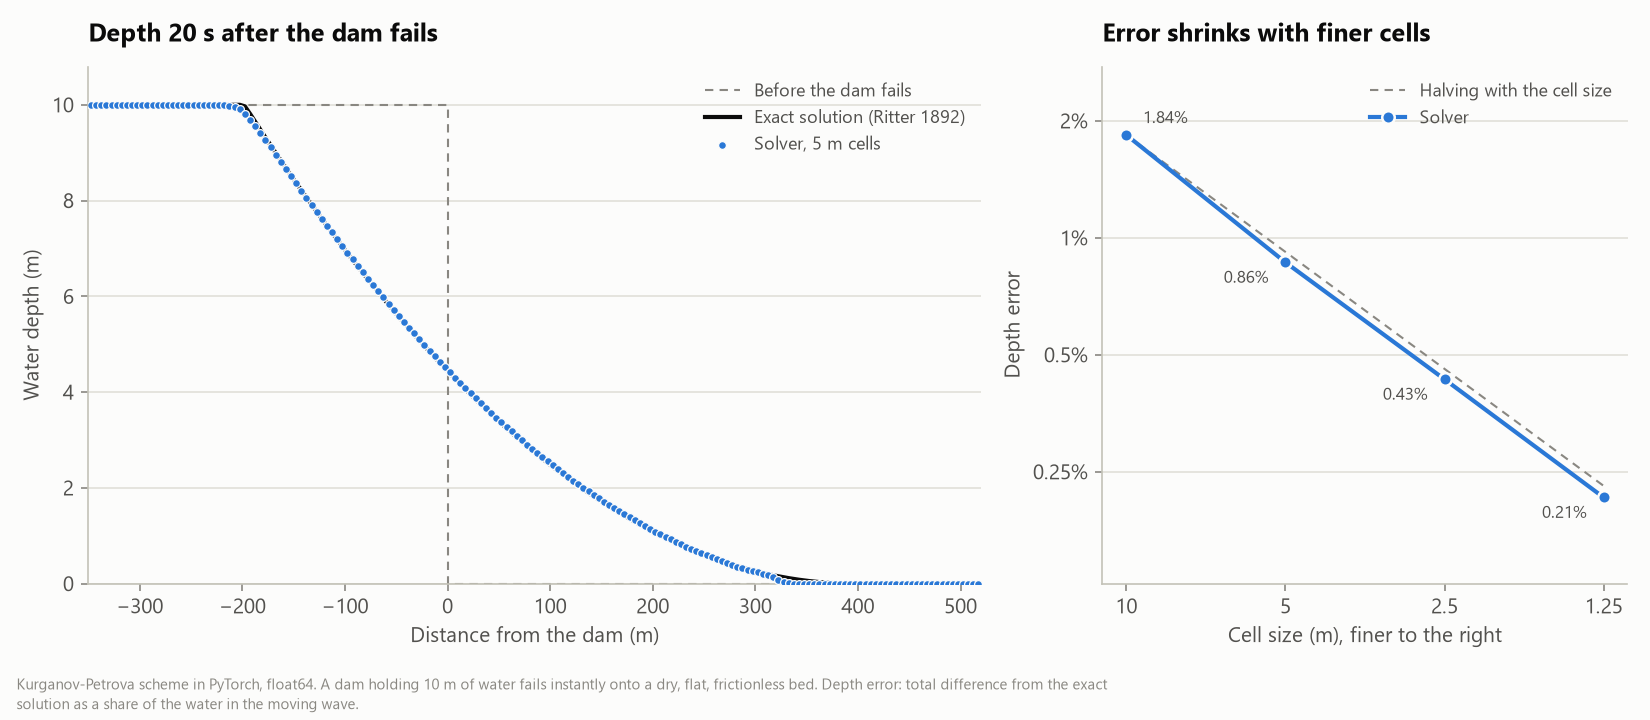 Depth 20 s after the dam fails
Water depth (m)
10
8
6
4
2
0
−300
−200
−100
0
100
200
300
400
500
Distance from the dam (m)
Before the dam fails
Exact solution (Ritter 1892)
Solver, 5 m cells
Error shrinks with finer cells
Depth error
2%
1%
0.5%
0.25%
10
5
2.5
1.25
Cell size (m), finer to the right
Halving with the cell size
Solver
1.84%
0.86%
0.43%
0.21%
Kurganov-Petrova scheme in PyTorch, float64. A dam holding 10 m of water fails instantly onto a dry, flat, frictionless bed. Depth error: total difference from the exact
solution as a share of the water in the moving wave.